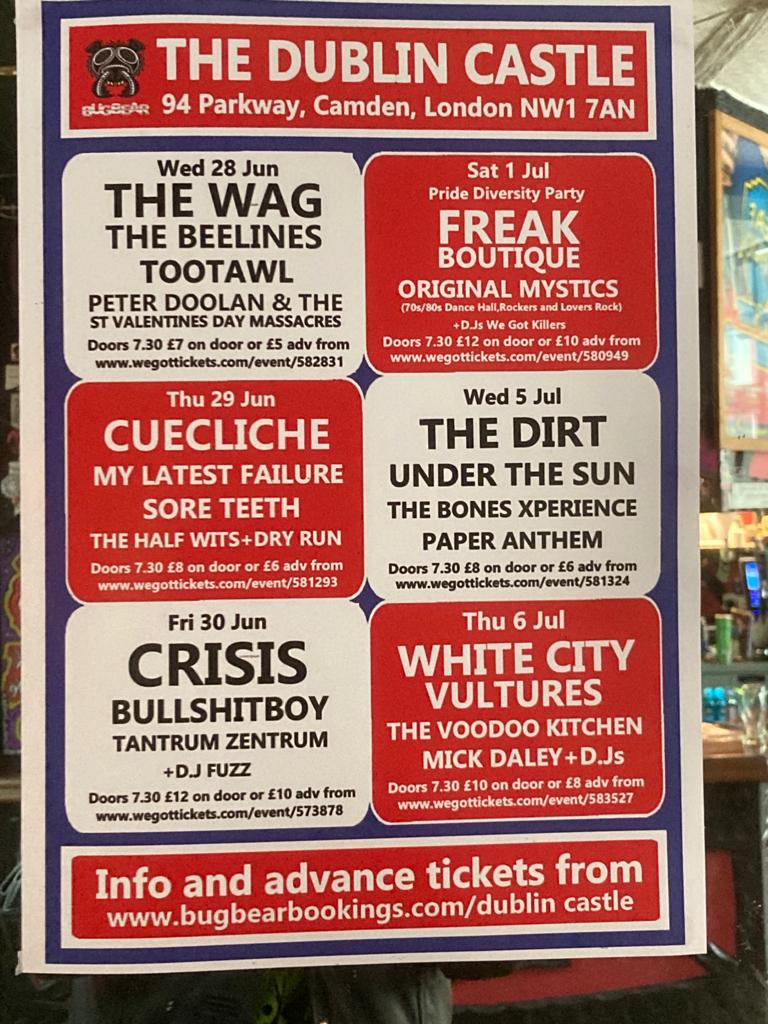 BUGBEAR
THE DUBLIN CASTLE
94 Parkway, Camden, London NW1 7AN
Wed 28 Jun
THE WAG
THE BEELINES
TOOTAWL
PETER DOOLAN & THE
ST VALENTINES DAY MASSACRES
Doors 7.30 £7 on door or £5 adv from
www.wegottickets.com/event/582831
Sat 1 Jul
Pride Diversity Party
FREAK
BOUTIQUE
ORIGINAL MYSTICS
(70s/80s Dance Hall,Rockers and Lovers Rock)
+D.Js We Got Killers
Doors 7.30 £12 on door or £10 adv from
www.wegottickets.com/event/580949
Thu 29 Jun
CUECLICHE
MY LATEST FAILURE
SORE TEETH
THE HALF WITS+DRY RUN
Doors 7.30 £8 on door or £6 adv from
www.wegottickets.com/event/581293
Wed 5 Jul
THE DIRT
UNDER THE SUN
THE BONES XPERIENCE
PAPER ANTHEM
Doors 7.30 £8 on door or £6 adv from
www.wegottickets.com/event/581324
Fri 30 Jun
CRISIS
BULLSHITBOY
TANTRUM ZENTRUM
+D.J FUZZ
Doors 7.30 £12 on door or £10 adv from
www.wegottickets.com/event/573878
Thu 6 Jul
WHITE CITY
VULTURES
THE VOODOO KITCHEN
MICK DALEY+D.Js
Doors 7.30 £10 on door or £8 adv from
www.wegottickets.com/event/583527
Info and advance tickets from
www.bugbearbookings.com/dublin castle